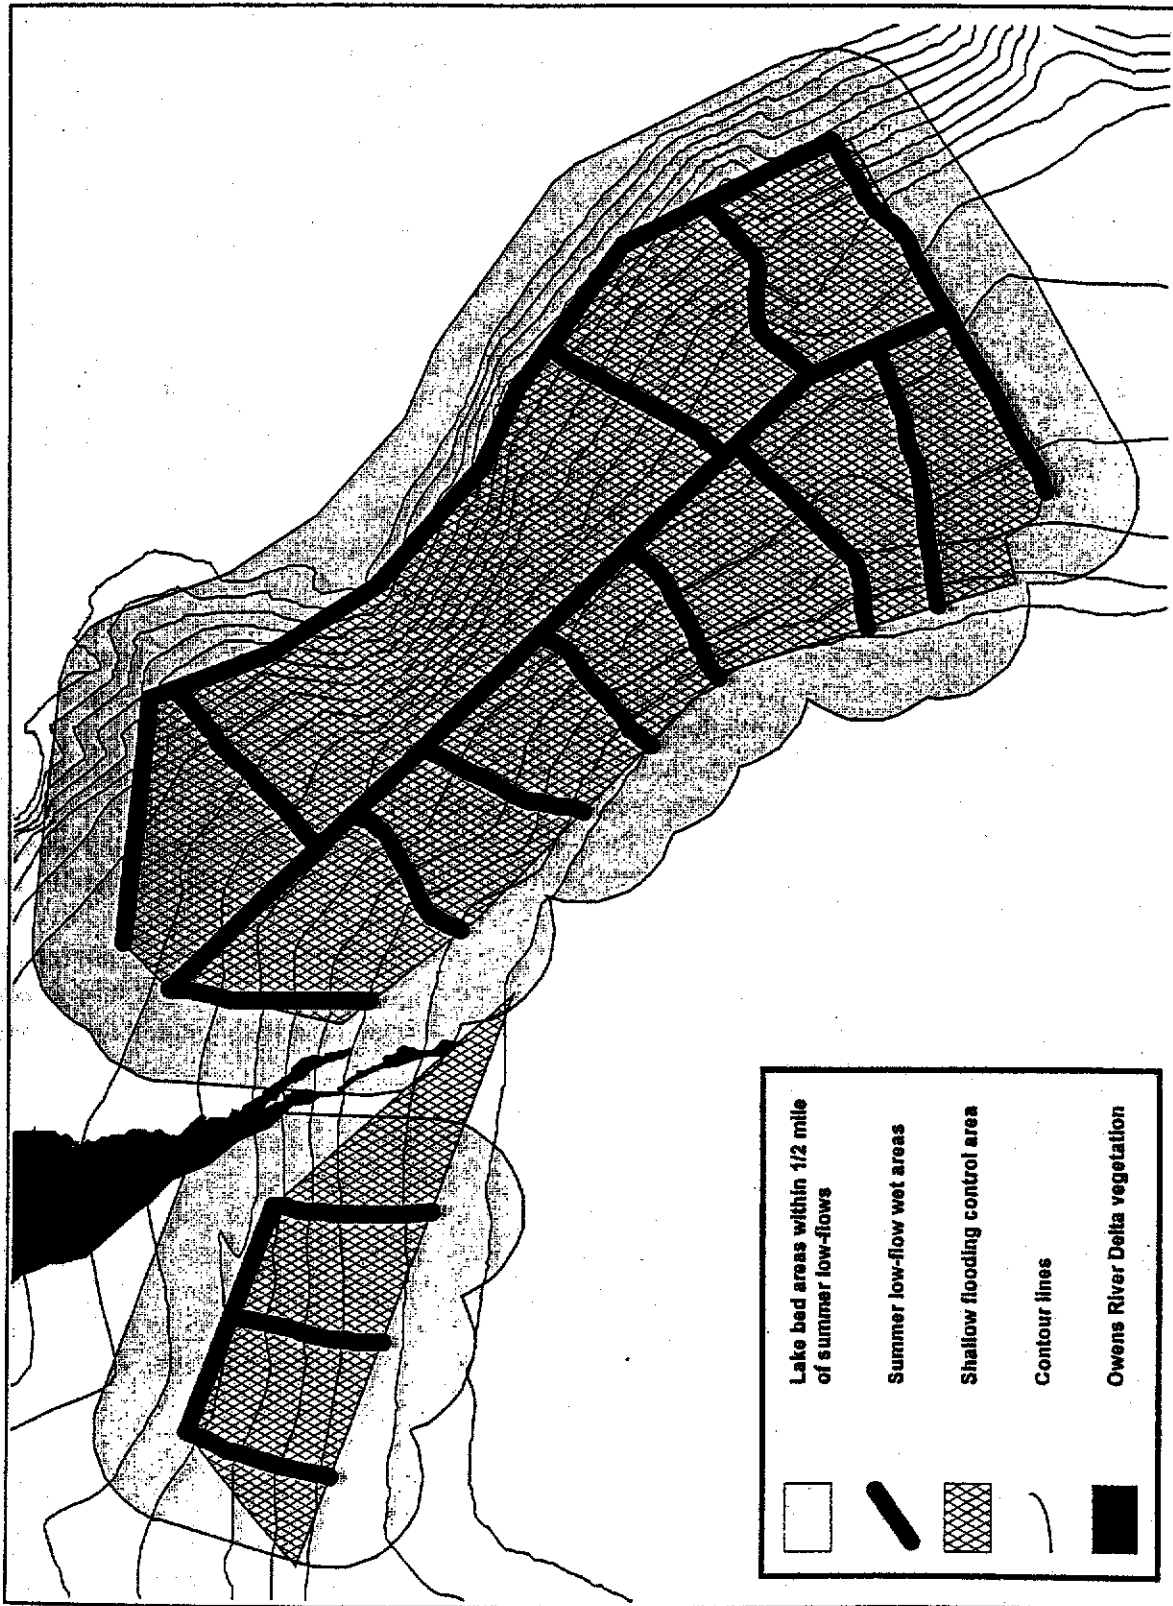 Lake bed areas within 1/2 mile
of summer low-flows
Summer low-flow wet areas
Shallow flooding control area
Contour lines
Owens River Delta vegetation